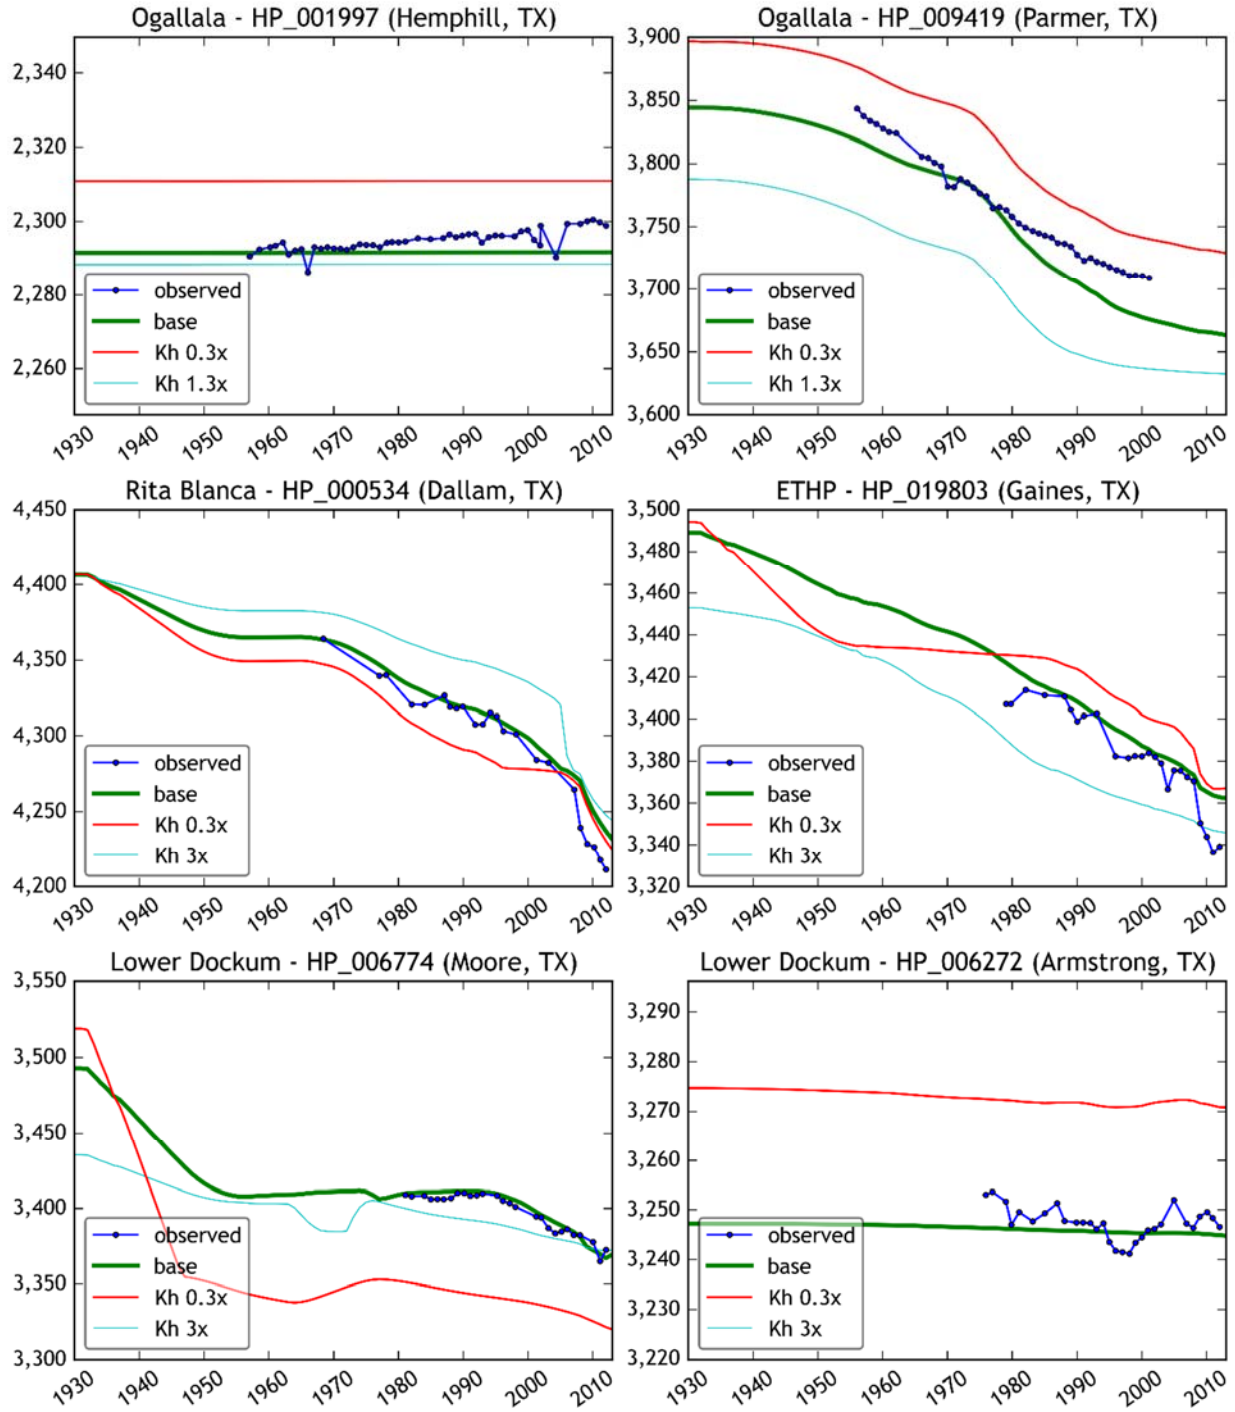 Ogallala - HP_001997 (Hemphill, TX)
2,340
2,320
2,300
2,280
2,260
observed
base
Kh 0.3x
Kh 1.3x
1930 1940 1950 1960 1970 1980 1990 2000 2010
Ogallala - HP_009419 (Parmer, TX)
3,900
3,850
3,800
3,750
3,700
3,650
3,600
observed
base
Kh 0.3x
Kh 1.3x
1930 1940 1950 1960 1970 1980 1990 2000 2010
Rita Blanca - HP_000534 (Dallam, TX)
4,450
4,400
4,350
4,300
4,250
4,200
observed
base
Kh 0.3x
Kh 3x
1930 1940 1950 1960 1970 1980 1990 2000 2010
ETHP - HP_019803 (Gaines, TX)
3,500
3,480
3,460
3,440
3,420
3,400
3,380
3,360
3,340
3,320
observed
base
Kh 0.3x
Kh 3x
1930 1940 1950 1960 1970 1980 1990 2000 2010
Lower Dockum - HP_006774 (Moore, TX)
3,550
3,500
3,450
3,400
3,350
3,300
observed
base
Kh 0.3x
Kh 3x
1930 1940 1950 1960 1970 1980 1990 2000 2010
Lower Dockum - HP_006272 (Armstrong, TX)
3,290
3,280
3,270
3,260
3,250
3,240
3,230
3,220
observed
base
Kh 0.3x
Kh 3x
1930 1940 1950 1960 1970 1980 1990 2000 2010